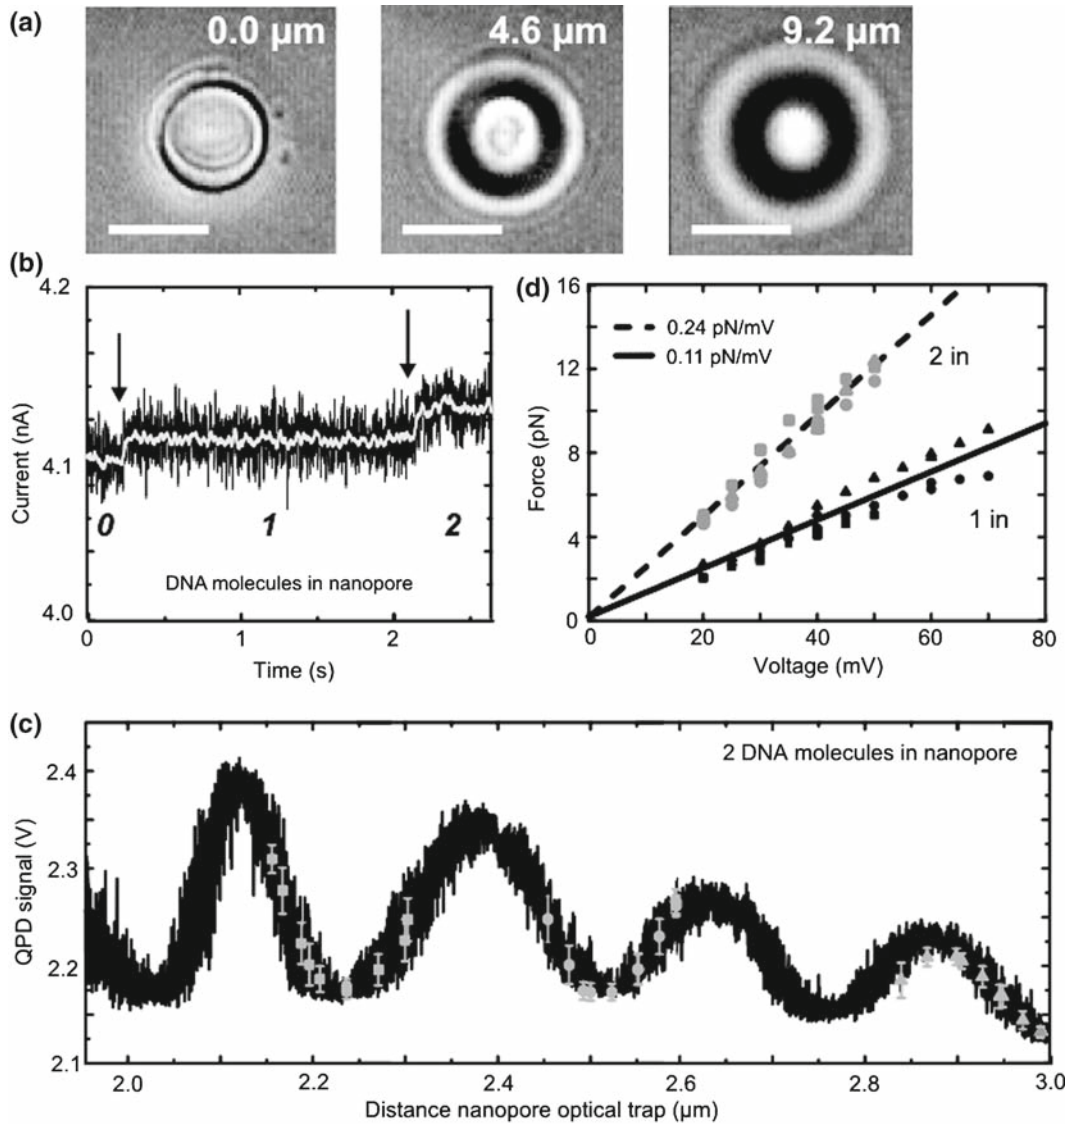 (a)
0.0 µm
4.6 µm
9.2 µm
(b)
4.2
4.1
4.0
Current (nA)
0
1
2
DNA molecules in nanopore
0
1
2
Time (s)
(d)
16
12
8
4
0
Force (pN)
0.24 pN/mV
0.11 pN/mV
2 in
1 in
0
20
40
60
80
Voltage (mV)
(c)
2.4
2.3
2.2
2.1
QPD signal (V)
2 DNA molecules in nanopore
2.0
2.2
2.4
2.6
2.8
3.0
Distance nanopore optical trap (µm)